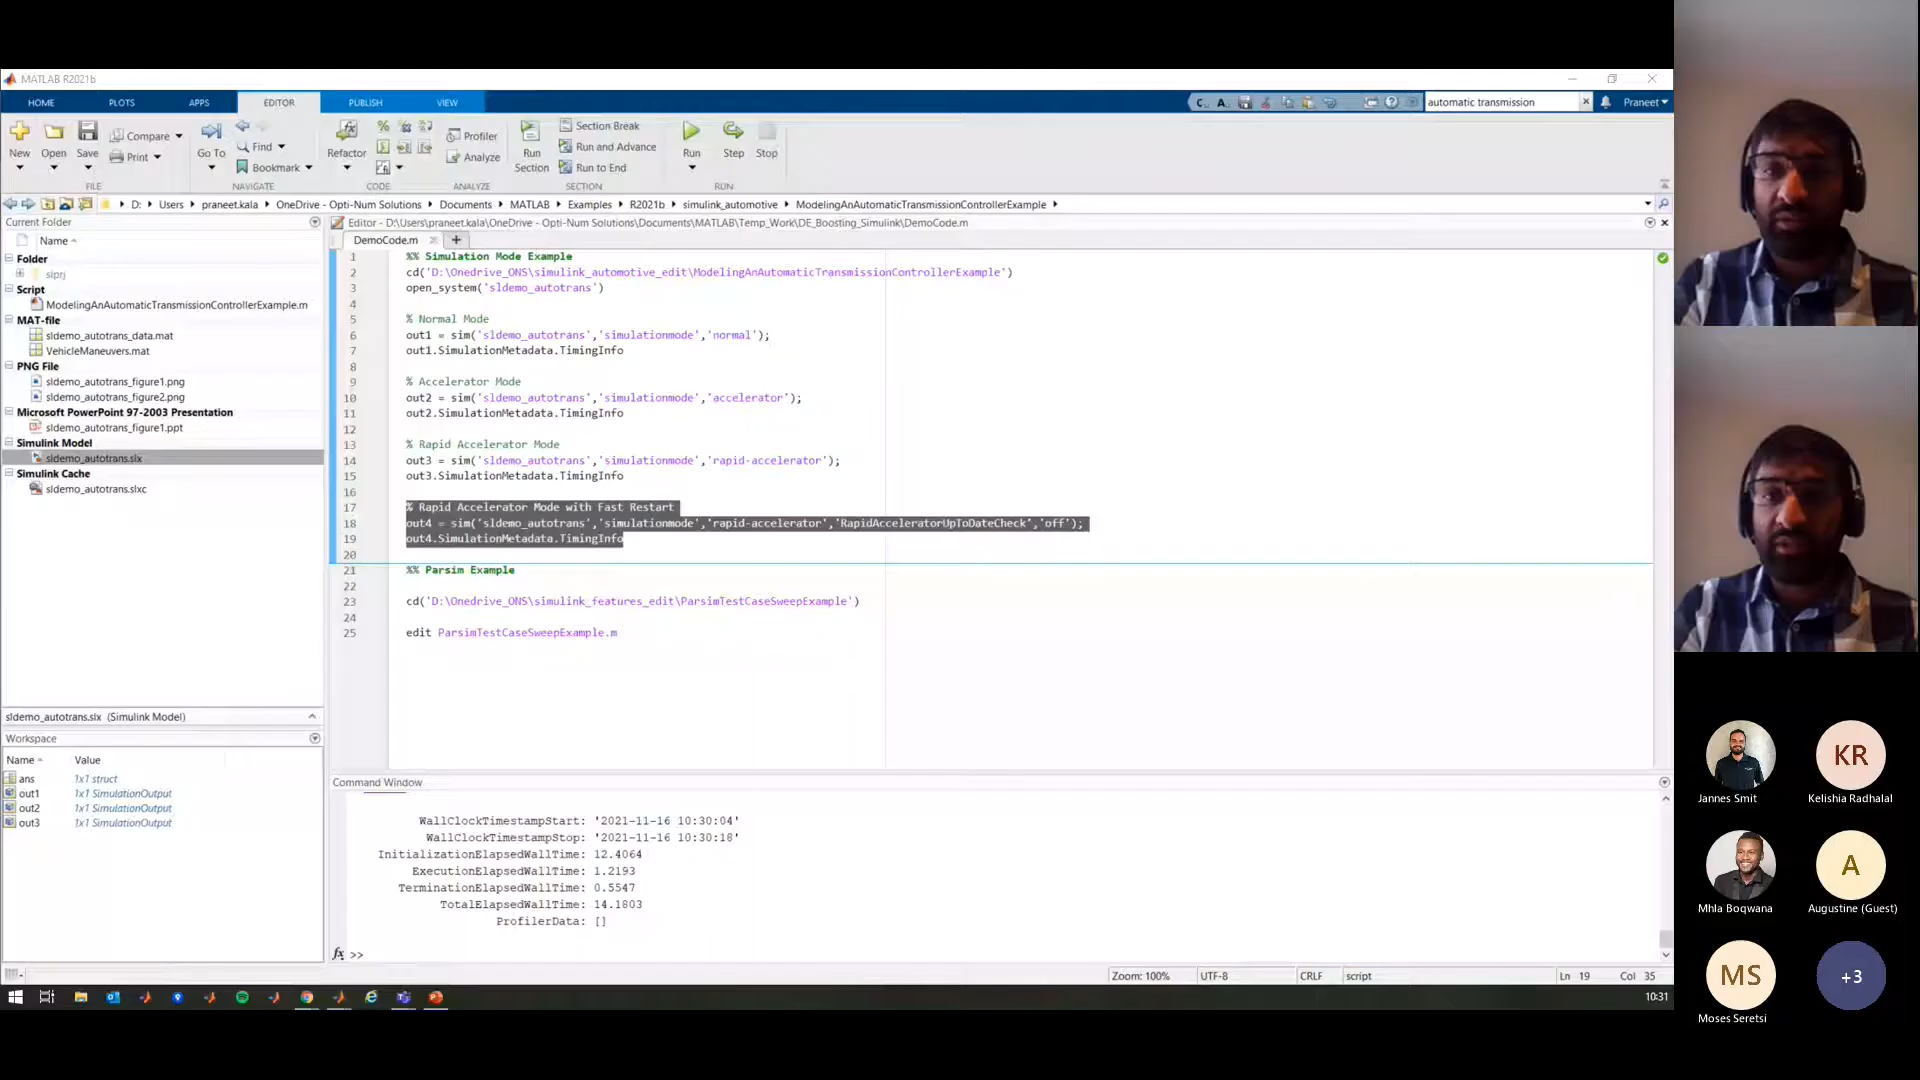 MATLAB R2021b
HOME PLOTS APPS EDITOR PUBLISH VIEW
automatic transmission
Praneet
New Open Save
Compare
Print
FILE
Go To
Find
Bookmark
NAVIGATE
Refactor
CODE
Profiler
Analyze
ANALYZE
Run Section
Section Break
Run and Advance
Run to End
SECTION
Run Step Stop
RUN
D: Users praneet.kala OneDrive - Opti-Num Solutions Documents MATLAB Examples R2021b simulink_automotive ModelingAnAutomaticTransmissionControllerExample
Current Folder
Name
Folder
slprj
Script
ModelingAnAutomaticTransmissionControllerExample.m
MAT-file
sldemo_autotrans_data.mat
VehicleManeuvers.mat
PNG File
sldemo_autotrans_figure1.png
sldemo_autotrans_figure2.png
Microsoft PowerPoint 97-2003 Presentation
sldemo_autotrans_figure1.ppt
Simulink Model
sldemo_autotrans.slx
Simulink Cache
sldemo_autotrans.slxc
sldemo_autotrans.slx (Simulink Model)
Workspace
Name Value
ans 1x1 struct
out1 1x1 SimulationOutput
out2 1x1 SimulationOutput
out3 1x1 SimulationOutput
Editor - D:\Users\praneet.kala\OneDrive - Opti-Num Solutions\Documents\MATLAB\Temp_Work\DE_Boosting_Simulink\DemoCode.m
DemoCode.m
1 %% Simulation Mode Example
2 cd('D:\Onedrive_ONS\simulink_automotive_edit\ModelingAnAutomaticTransmissionControllerExample')
3 open_system('sldemo_autotrans')
4
5 % Normal Mode
6 out1 = sim('sldemo_autotrans','simulationmode','normal');
7 out1.SimulationMetadata.TimingInfo
8
9 % Accelerator Mode
10 out2 = sim('sldemo_autotrans','simulationmode','accelerator');
11 out2.SimulationMetadata.TimingInfo
12
13 % Rapid Accelerator Mode
14 out3 = sim('sldemo_autotrans','simulationmode','rapid-accelerator');
15 out3.SimulationMetadata.TimingInfo
16
17 % Rapid Accelerator Mode with Fast Restart
18 out4 = sim('sldemo_autotrans','simulationmode','rapid-accelerator','RapidAcceleratorUpToDateCheck','off');
19 out4.SimulationMetadata.TimingInfo
20
21 %% Parsim Example
22
23 cd('D:\Onedrive_ONS\simulink_features_edit\ParsimTestCaseSweepExample')
24
25 edit ParsimTestCaseSweepExample.m
Command Window
WallClockTimestampStart: '2021-11-16 10:30:04'
WallClockTimestampStop: '2021-11-16 10:30:18'
InitializationElapsedWallTime: 12.4064
ExecutionElapsedWallTime: 1.2193
TerminationElapsedWallTime: 0.5547
TotalElapsedWallTime: 14.1803
ProfilerData: []
fx >>
Zoom: 100% UTF-8 CRLF script Ln 19 Col 35
10:31
KR
Jannes Smit
Kelishia Radhalal
A
Mhla Boqwana
Augustine (Guest)
MS
+3
Moses Seretsi